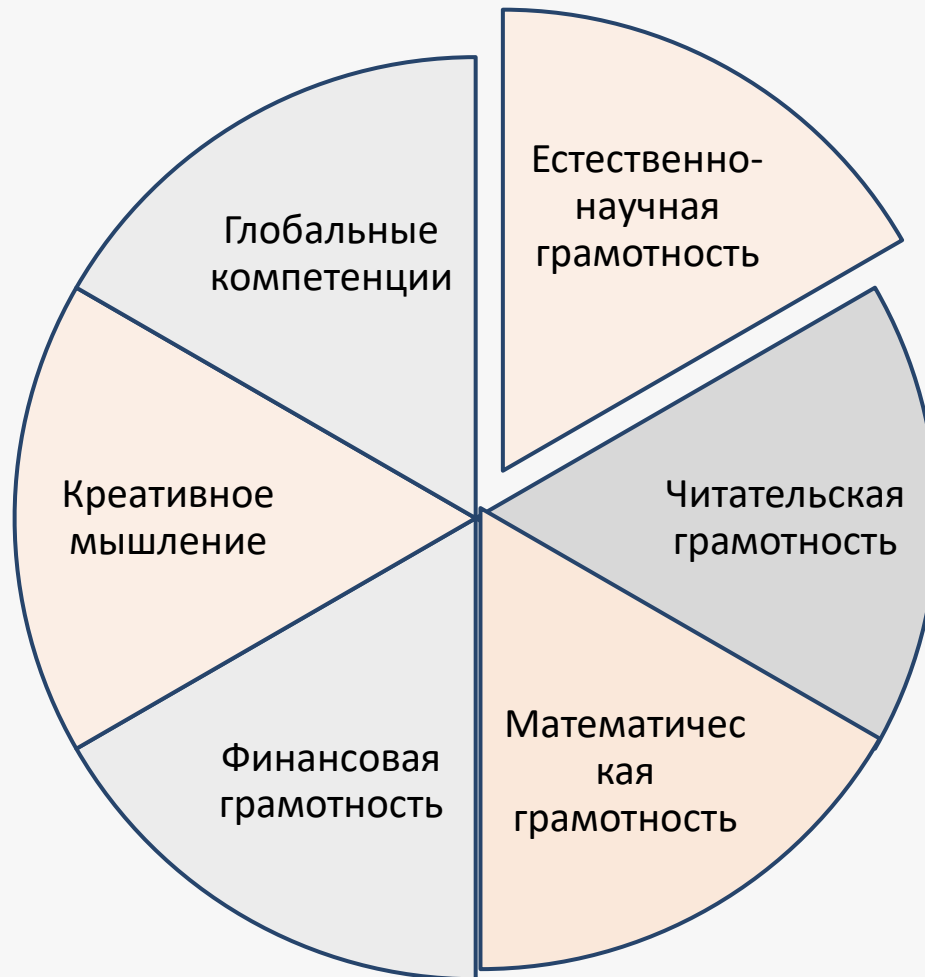 Естественно-
научная
грамотность
Глобальные
компетенции
Читательская
грамотность
Креативное
мышление
Математичес
кая
грамотность
Финансовая
грамотность